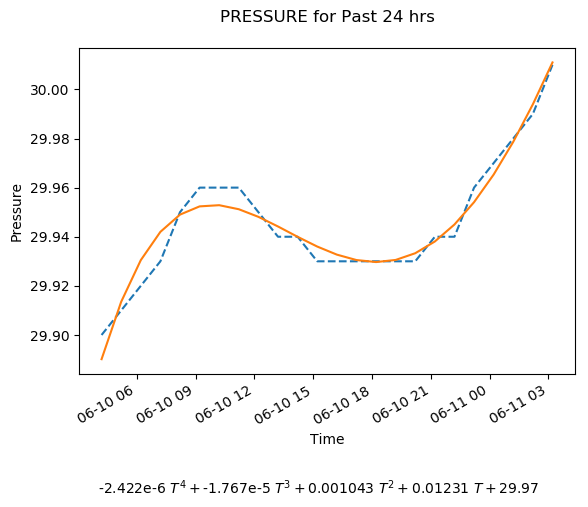 PRESSURE for Past 24 hrs
30.00
29.98
29.96
29.94
29.92
29.90
Pressure
06-10 06 06-10 09 06-10 12 06-10 15 06-10 18 06-10 21 06-11 00 06-11 03
Time
-2.422e-6 T⁴ + -1.767e-5 T³ + 0.001043 T² + 0.01231 T + 29.97